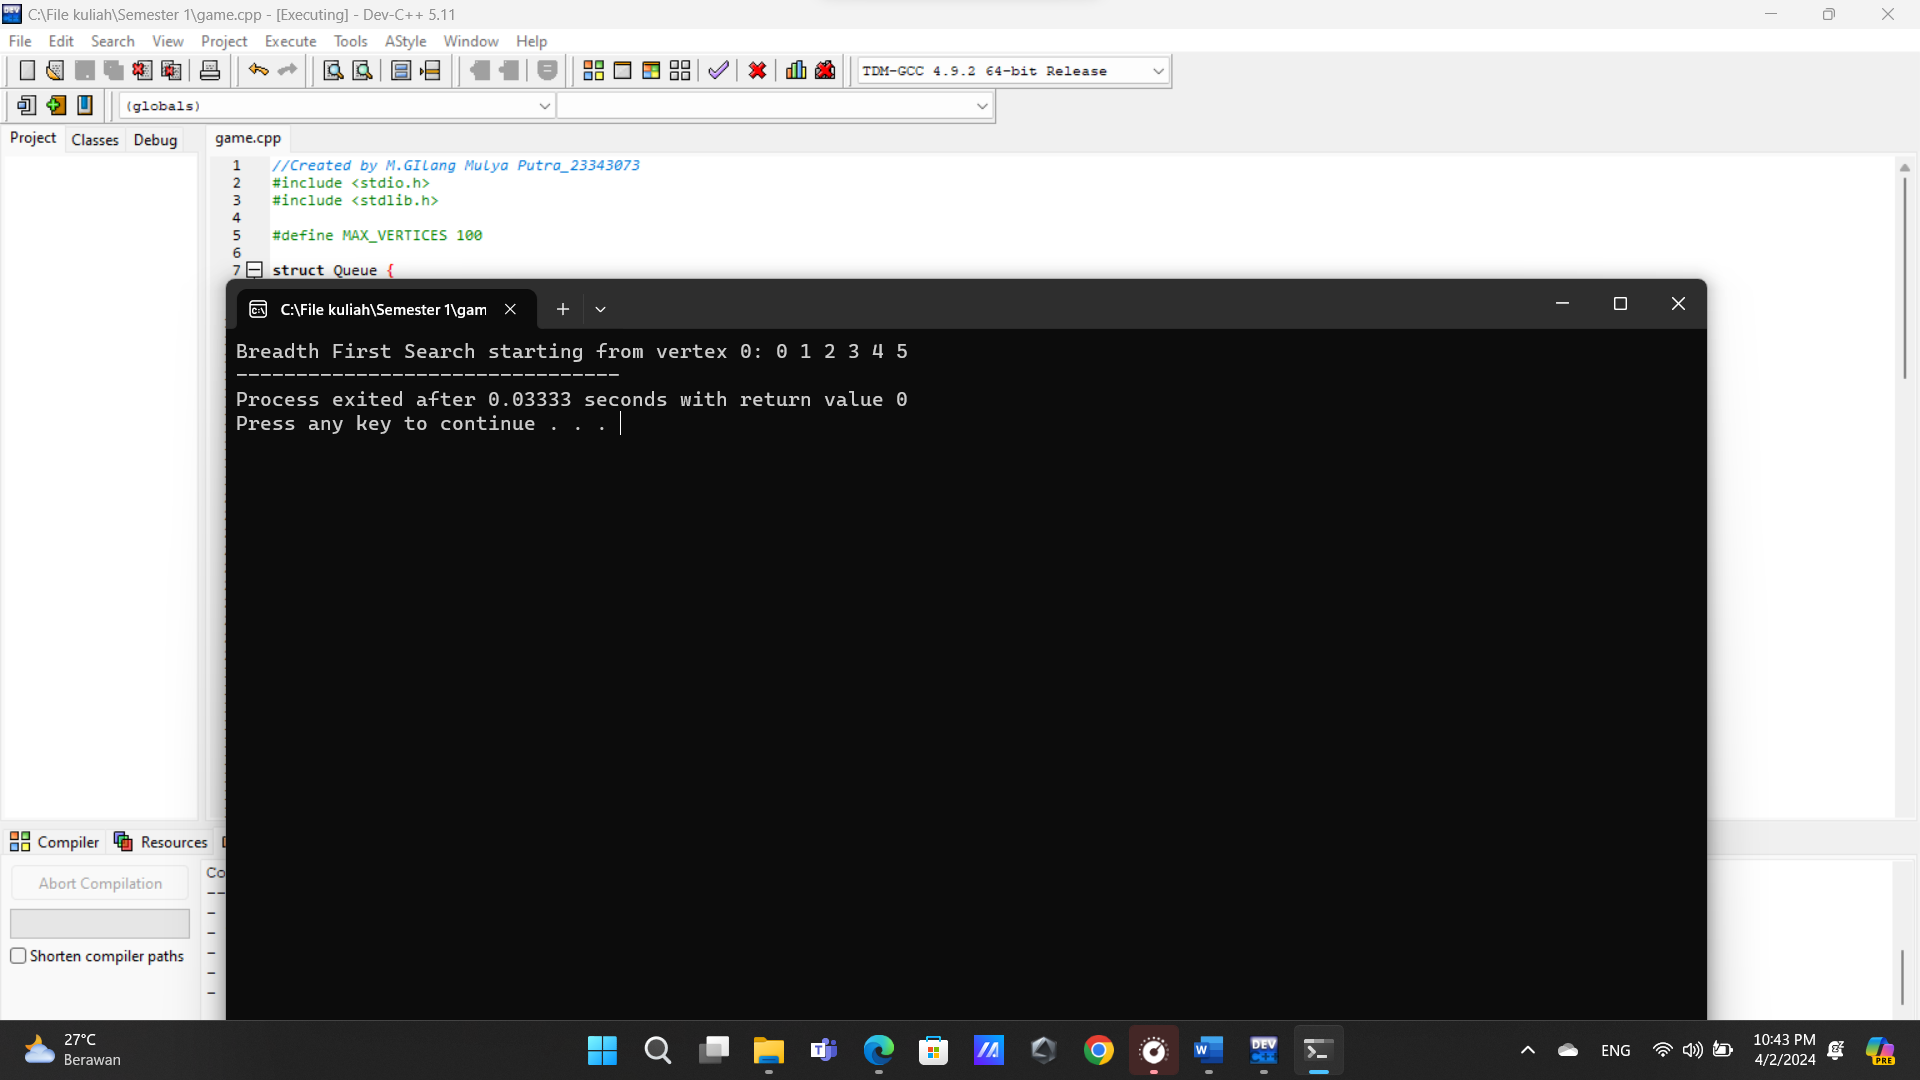 C:\File kuliah\Semester 1\game.cpp - [Executing] - Dev-C++ 5.11
File Edit Search View Project Execute Tools AStyle Window Help
TDM-GCC 4.9.2 64-bit Release
(globals)
Project Classes Debug
game.cpp
1 //Created by M.GIlang Mulya Putra_23343073
2 #include <stdio.h>
3 #include <stdlib.h>
4
5 #define MAX_VERTICES 100
6
7 struct Queue {
C:\File kuliah\Semester 1\gam
Breadth First Search starting from vertex 0: 0 1 2 3 4 5
--------------------------------
Process exited after 0.03333 seconds with return value 0
Press any key to continue . . .
Compiler Resources
Abort Compilation
Shorten compiler paths
Co
--
-
-
-
-
-
27°C
Berawan
ENG
10:43 PM
4/2/2024
DEV
C++
PRE